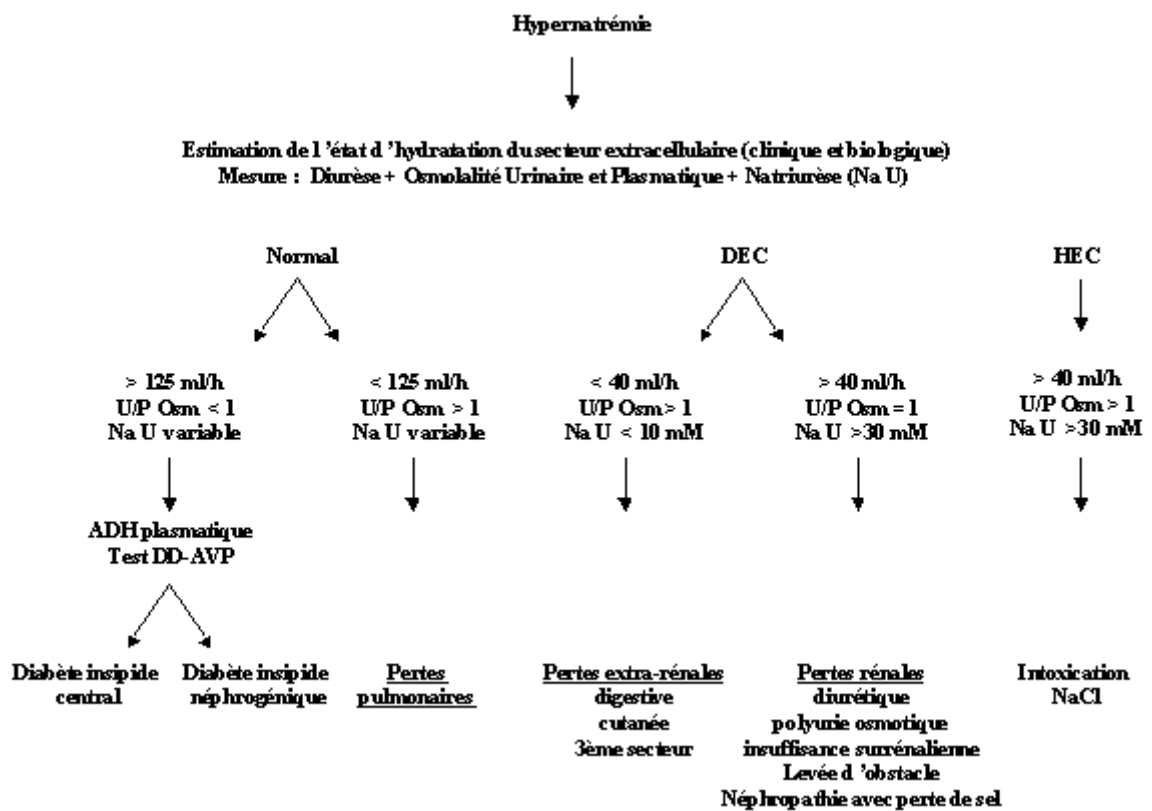 Hypernatrémie
Estimation de l 'état d 'hydratation du secteur extracellulaire (clinique et biologique)
Mesure : Diurèse + Osmolalité Urinaire et Plasmatique + Natriurèse (Na U)
Normal
DEC
HEC
> 125 ml/h
U/P Osm < 1
Na U variable
< 125 ml/h
U/P Osm > 1
Na U variable
< 40 ml/h
U/P Osm > 1
Na U < 10 mM
> 40 ml/h
U/P Osm = 1
Na U >30 mM
> 40 ml/h
U/P Osm > 1
Na U >30 mM
ADH plasmatique
Test DD-AVP
Diabète insipide
central
Diabète insipide
néphrogénique
Pertes
pulmonaires
Pertes extra-rénales
digestive
cutanée
3ème secteur
Pertes rénales
diurétique
polyurie osmotique
insuffisance surrénalienne
Levée d 'obstacle
Néphropathie avec perte de sel
Intoxication
NaCl